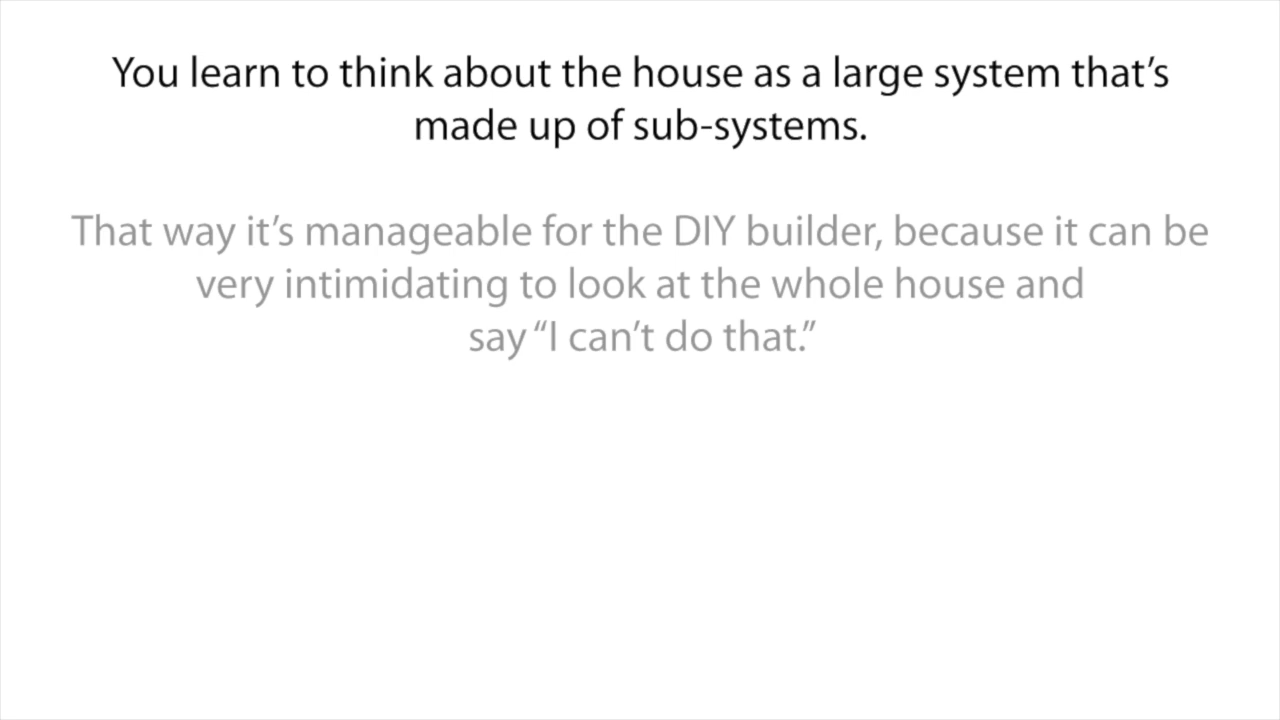 You learn to think about the house as a large system that’s
made up of sub-systems.
That way it’s manageable for the DIY builder, because it can be
very intimidating to look at the whole house and
say “I can’t do that.”